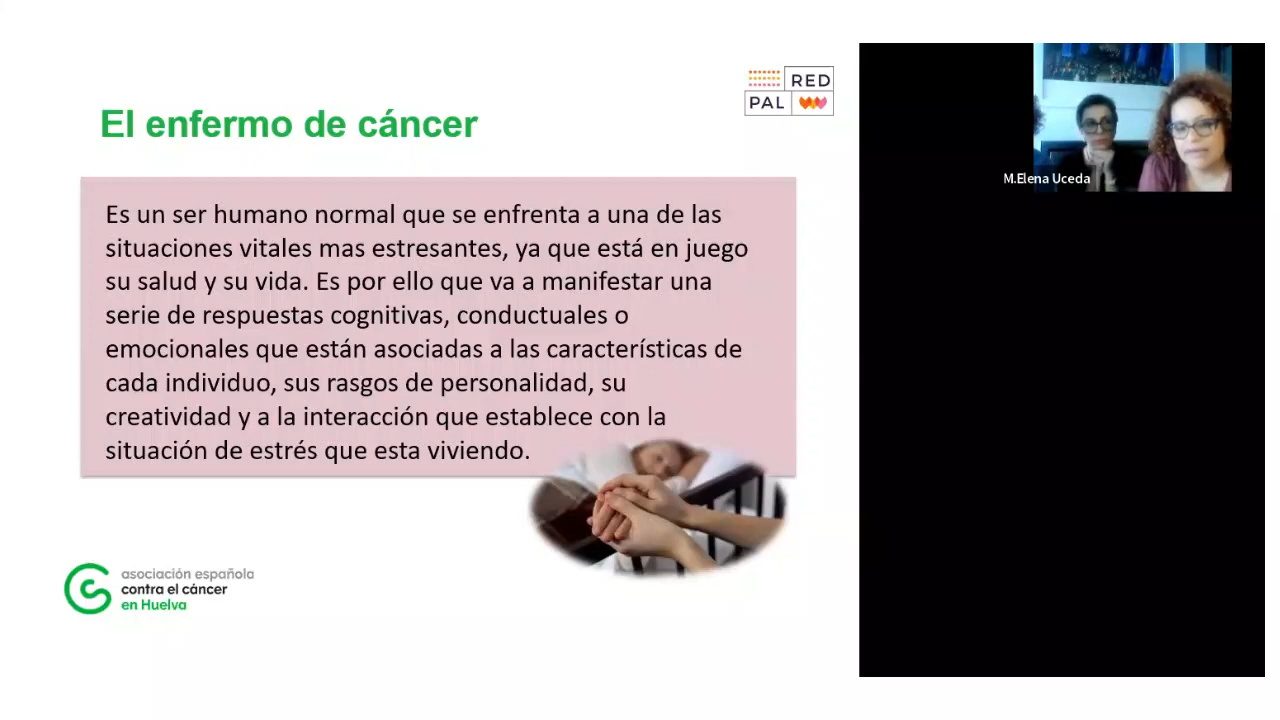 RED
PAL
El enfermo de cáncer
Es un ser humano normal que se enfrenta a una de las
situaciones vitales mas estresantes, ya que está en juego
su salud y su vida. Es por ello que va a manifestar una
serie de respuestas cognitivas, conductuales o
emocionales que están asociadas a las características de
cada individuo, sus rasgos de personalidad, su
creatividad y a la interacción que establece con la
situación de estrés que esta viviendo.
asociación española
contra el cáncer
en Huelva
M.Elena Uceda